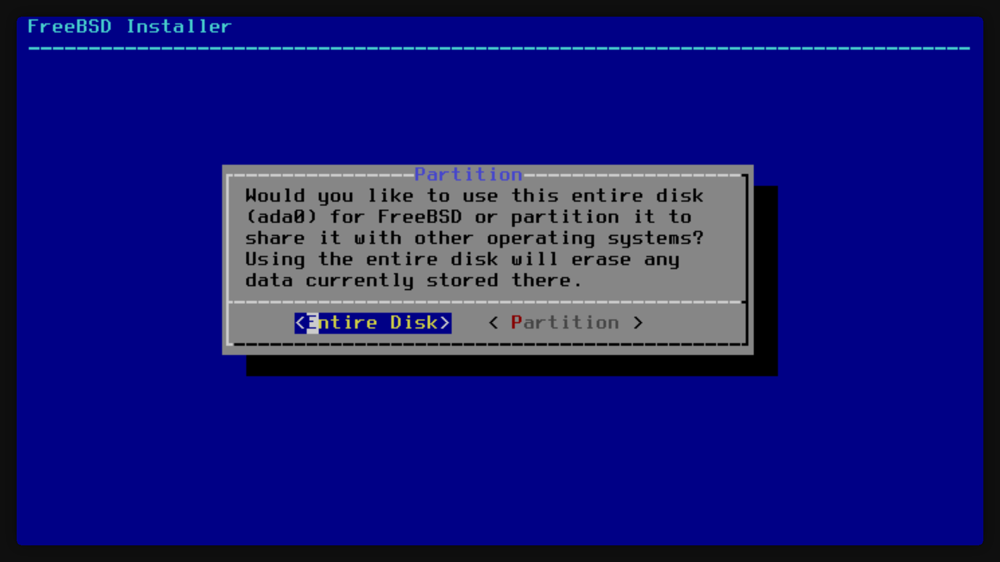 FreeBSD Installer
Partition
Would you like to use this entire disk
(ada0) for FreeBSD or partition it to
share it with other operating systems?
Using the entire disk will erase any
data currently stored there.
<Entire Disk> < Partition >